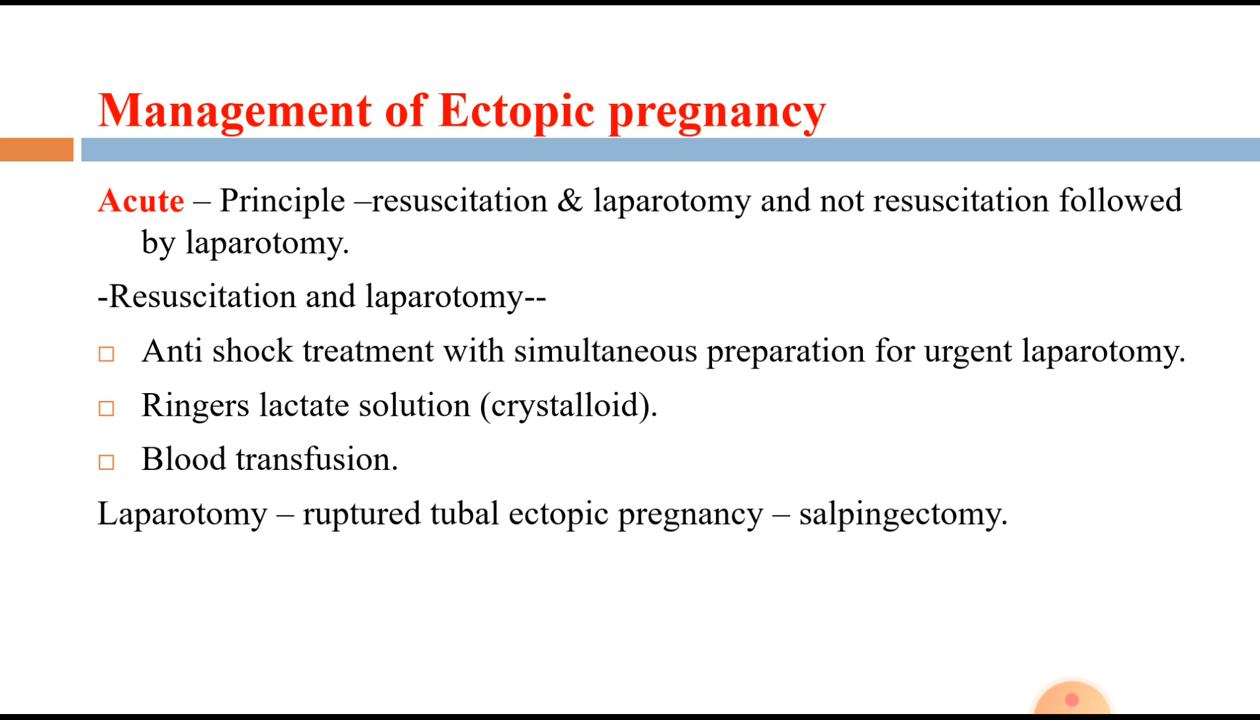 Management of Ectopic pregnancy
Acute – Principle –resuscitation & laparotomy and not resuscitation followed
by laparotomy.
-Resuscitation and laparotomy--
Anti shock treatment with simultaneous preparation for urgent laparotomy.
Ringers lactate solution (crystalloid).
Blood transfusion.
Laparotomy – ruptured tubal ectopic pregnancy – salpingectomy.